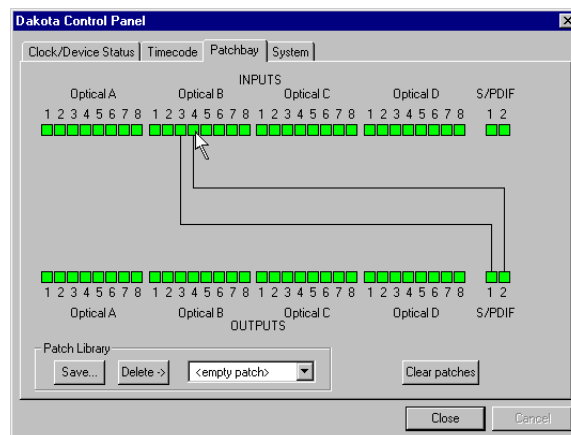 Dakota Control Panel
Clock/Device Status Timecode Patchbay System
INPUTS
Optical A Optical B Optical C Optical D S/PDIF
1 2 3 4 5 6 7 8 1 2 3 4 5 6 7 8 1 2 3 4 5 6 7 8 1 2 3 4 5 6 7 8 1 2
1 2 3 4 5 6 7 8 1 2 3 4 5 6 7 8 1 2 3 4 5 6 7 8 1 2 3 4 5 6 7 8 1 2
Optical A Optical B Optical C Optical D S/PDIF
OUTPUTS
Patch Library
Save... Delete -> <empty patch> Clear patches
Close Cancel